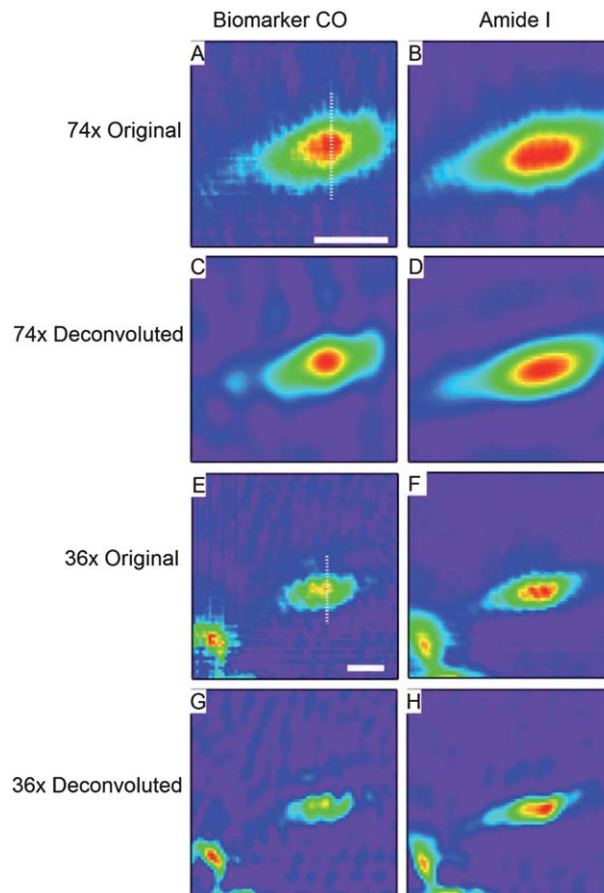 Biomarker CO Amide I
A B
74x Original
C D
74x Deconvoluted
E F
36x Original
G H
36x Deconvoluted